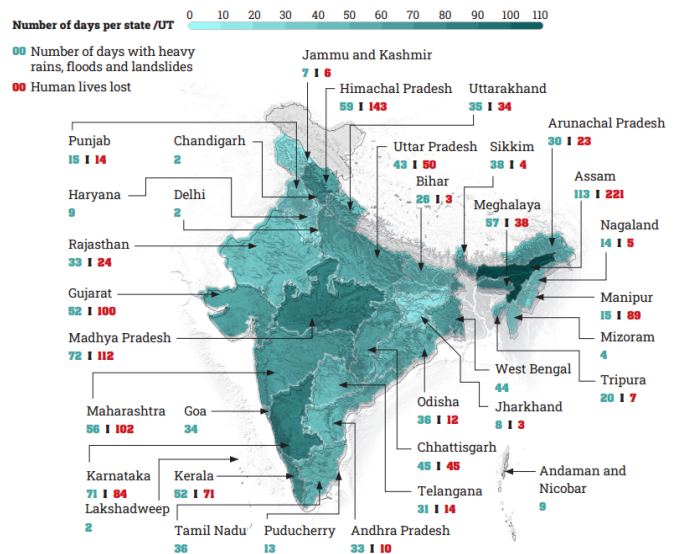 Number of days per state /UT
0 10 20 30 40 50 60 70 80 90 100 110
00 Number of days with heavy
rains, floods and landslides
00 Human lives lost
Jammu and Kashmir
7 I 6
Himachal Pradesh
59 I 143
Uttarakhand
35 I 34
Arunachal Pradesh
30 I 23
Punjab
15 I 14
Chandigarh
2
Uttar Pradesh
43 I 50
Sikkim
38 I 4
Bihar
26 I 3
Assam
113 I 221
Haryana
9
Delhi
2
Meghalaya
57 I 38
Nagaland
14 I 5
Rajasthan
33 I 24
Gujarat
52 I 100
Manipur
15 I 89
Madhya Pradesh
72 I 112
Mizoram
4
West Bengal
44
Tripura
20 I 7
Maharashtra
56 I 102
Goa
34
Odisha
36 I 12
Jharkhand
8 I 3
Chhattisgarh
45 I 45
Karnataka
71 I 84
Kerala
52 I 71
Telangana
31 I 14
Andaman and
Nicobar
9
Lakshadweep
2
Tamil Nadu
36
Puducherry
13
Andhra Pradesh
33 I 10